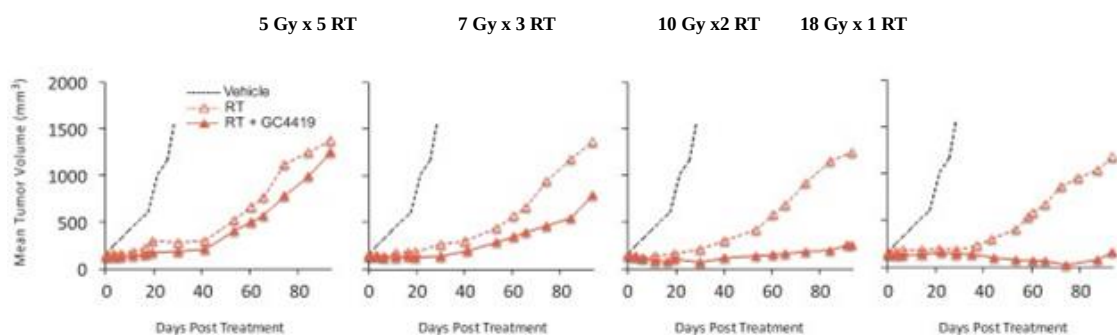 5 Gy x 5 RT 7 Gy x 3 RT 10 Gy x2 RT 18 Gy x 1 RT
Mean Tumor Volume (mm³)
2000
1500
1000
500
0
Vehicle
RT
RT + GC4419
0 20 40 60 80
0 20 40 60 80
0 20 40 60 80
0 20 40 60 80
Days Post Treatment
Days Post Treatment
Days Post Treatment
Days Post Treatment